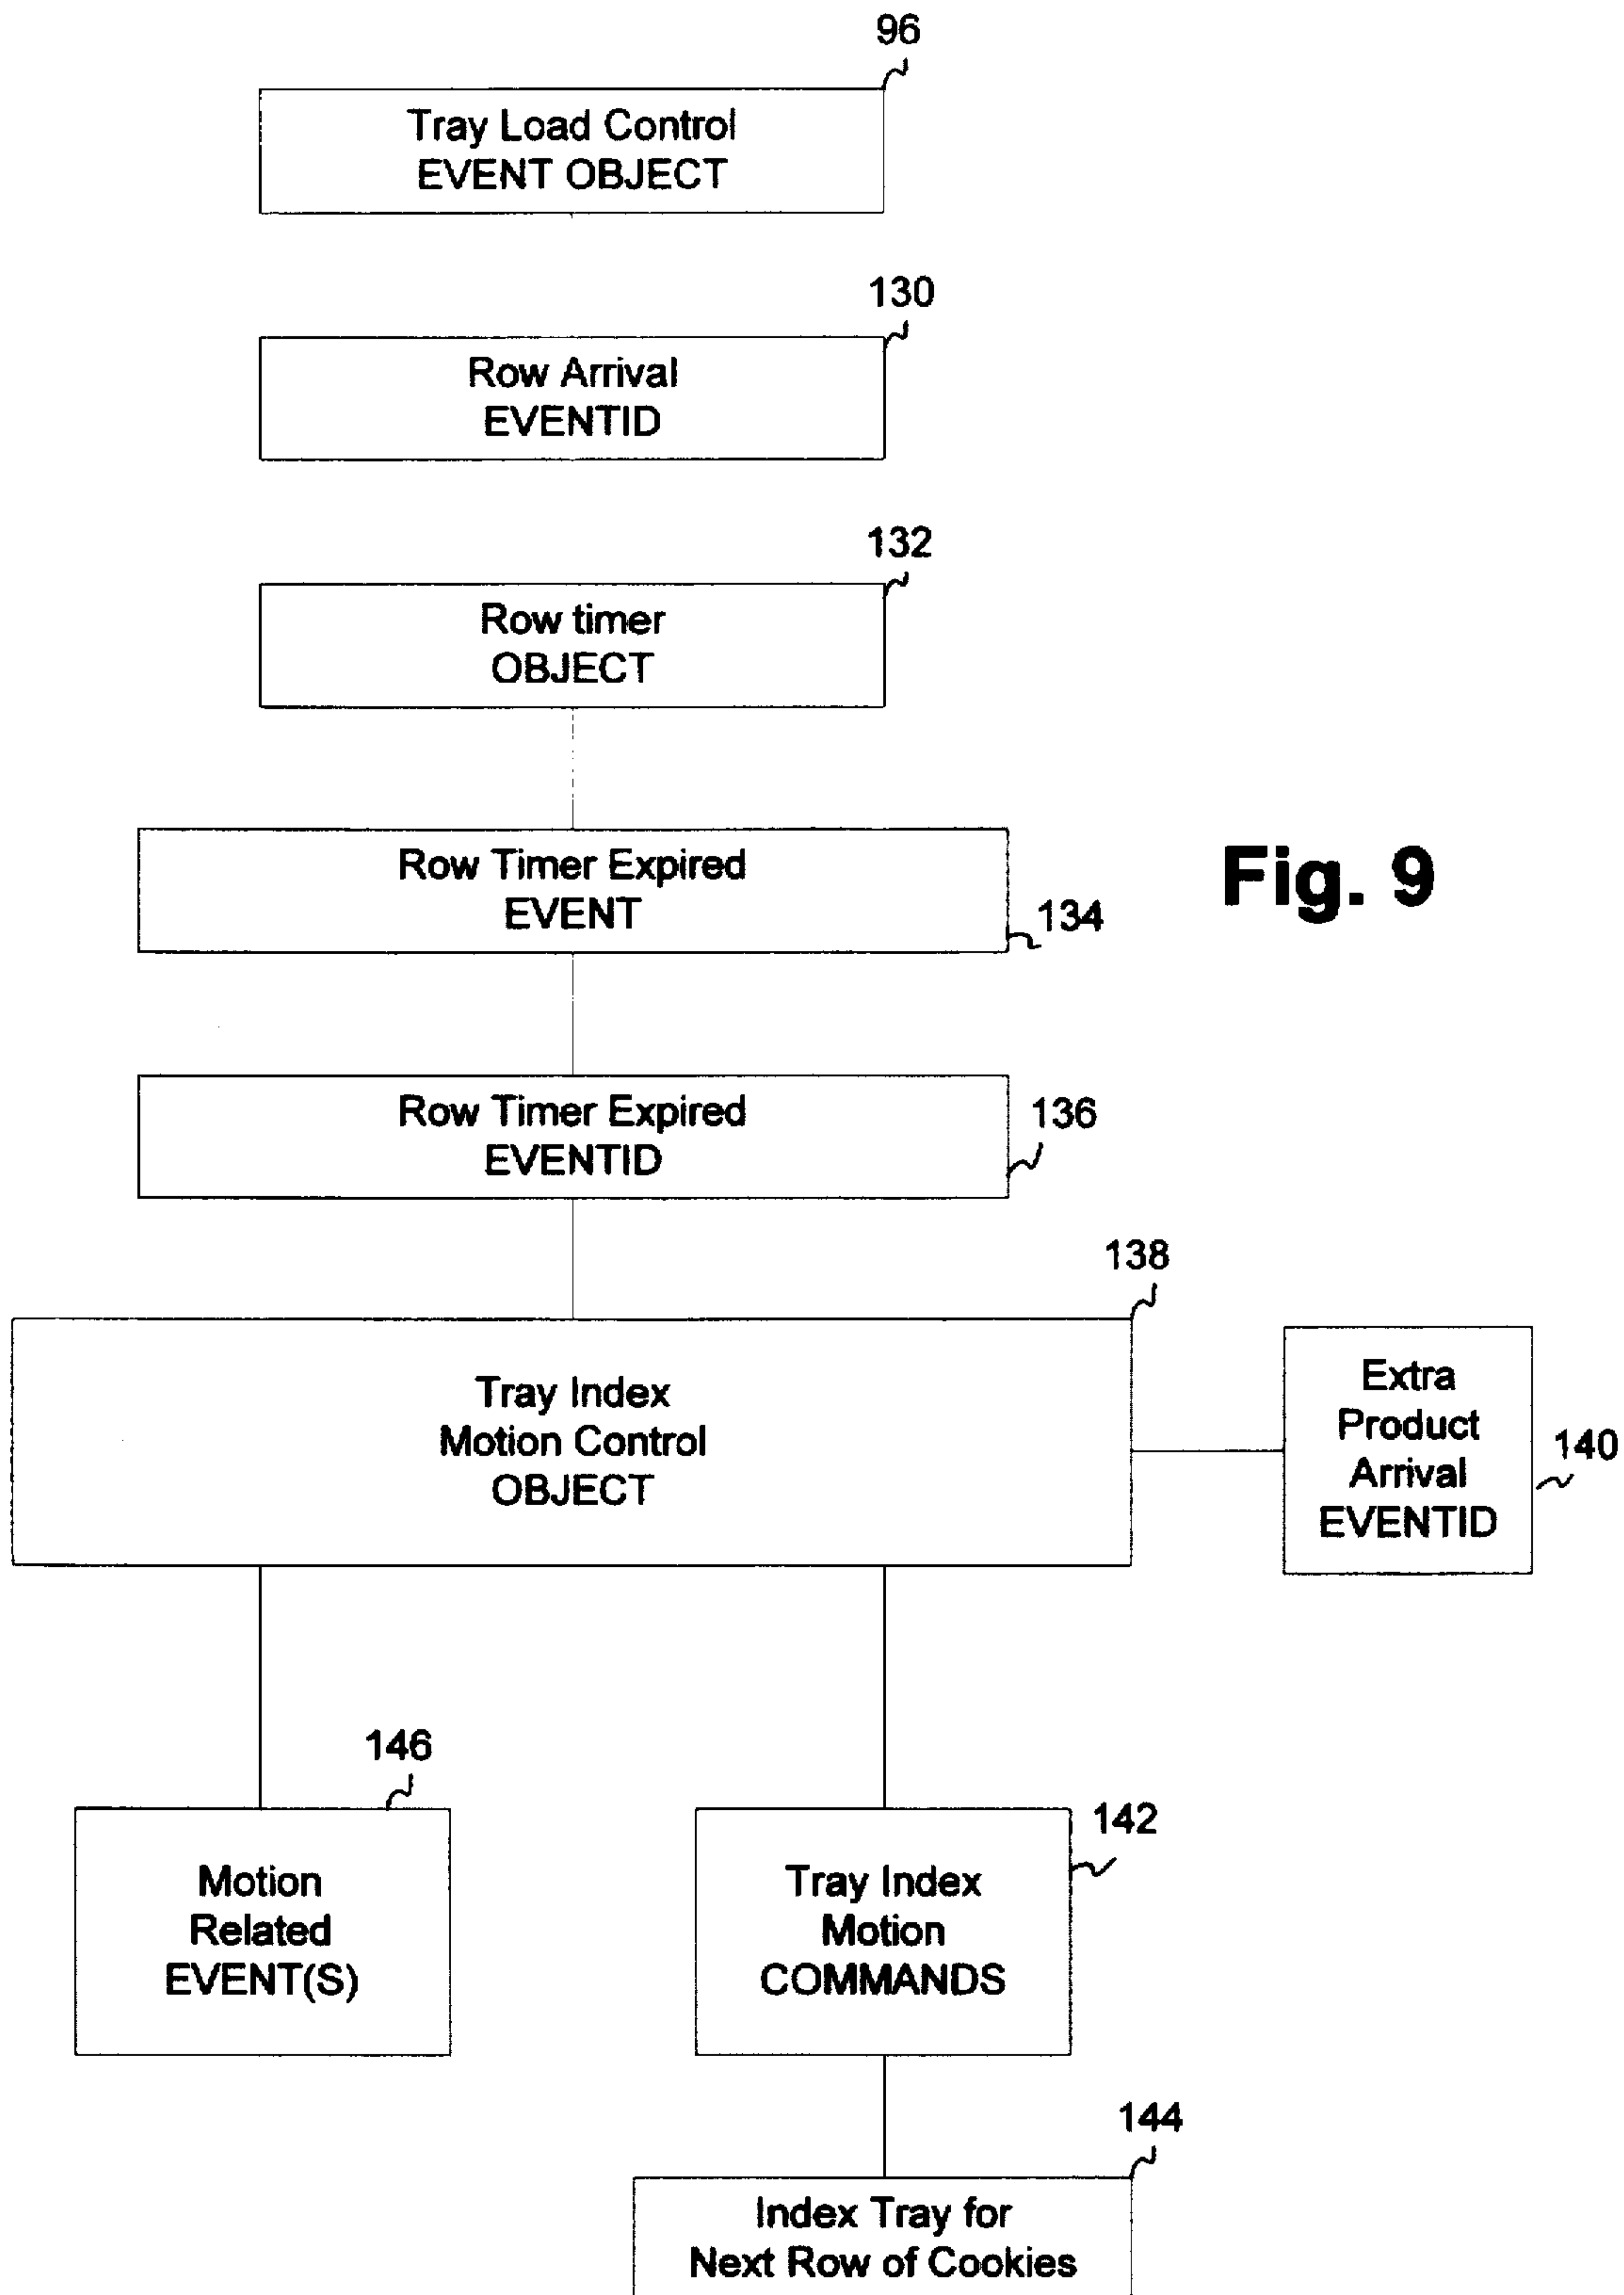 96
Tray Load Control
EVENT OBJECT
130
Row Arrival
EVENTID
132
Row timer
OBJECT
Row Timer Expired
EVENT
134
Fig. 9
Row Timer Expired
EVENTID
136
138
Tray Index
Motion Control
OBJECT
Extra
Product
Arrival
EVENTID
140
146
Motion
Related
EVENT(S)
142
Tray Index
Motion
COMMANDS
144
Index Tray for
Next Row of Cookies